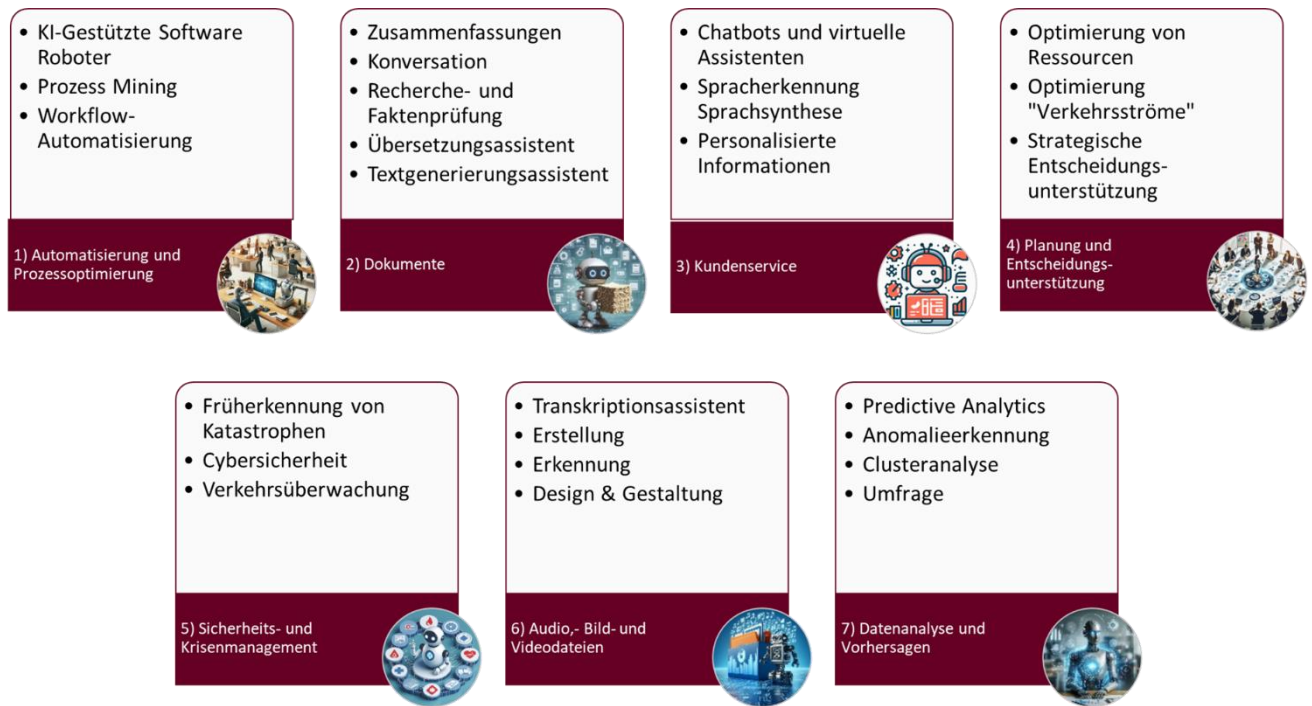 • KI-Gestützte Software
Roboter
• Prozess Mining
• Workflow-
Automatisierung
1) Automatisierung und
Prozessoptimierung
• Zusammenfassungen
• Konversation
• Recherche- und
Faktenprüfung
• Übersetzungsassistent
• Textgenerierungsassistent
2) Dokumente
• Chatbots und virtuelle
Assistenten
• Spracherkennung
Sprachsynthese
• Personalisierte
Informationen
3) Kundenservice
• Optimierung von
Ressourcen
• Optimierung
"Verkehrsströme"
• Strategische
Entscheidungs-
unterstützung
4) Planung und
Entscheidungs-
unterstützung
• Früherkennung von
Katastrophen
• Cybersicherheit
• Verkehrsüberwachung
5) Sicherheits- und
Krisenmanagement
• Transkriptionsassistent
• Erstellung
• Erkennung
• Design & Gestaltung
6) Audio,- Bild- und
Videodateien
• Predictive Analytics
• Anomalieerkennung
• Clusteranalyse
• Umfrage
7) Datenanalyse und
Vorhersagen